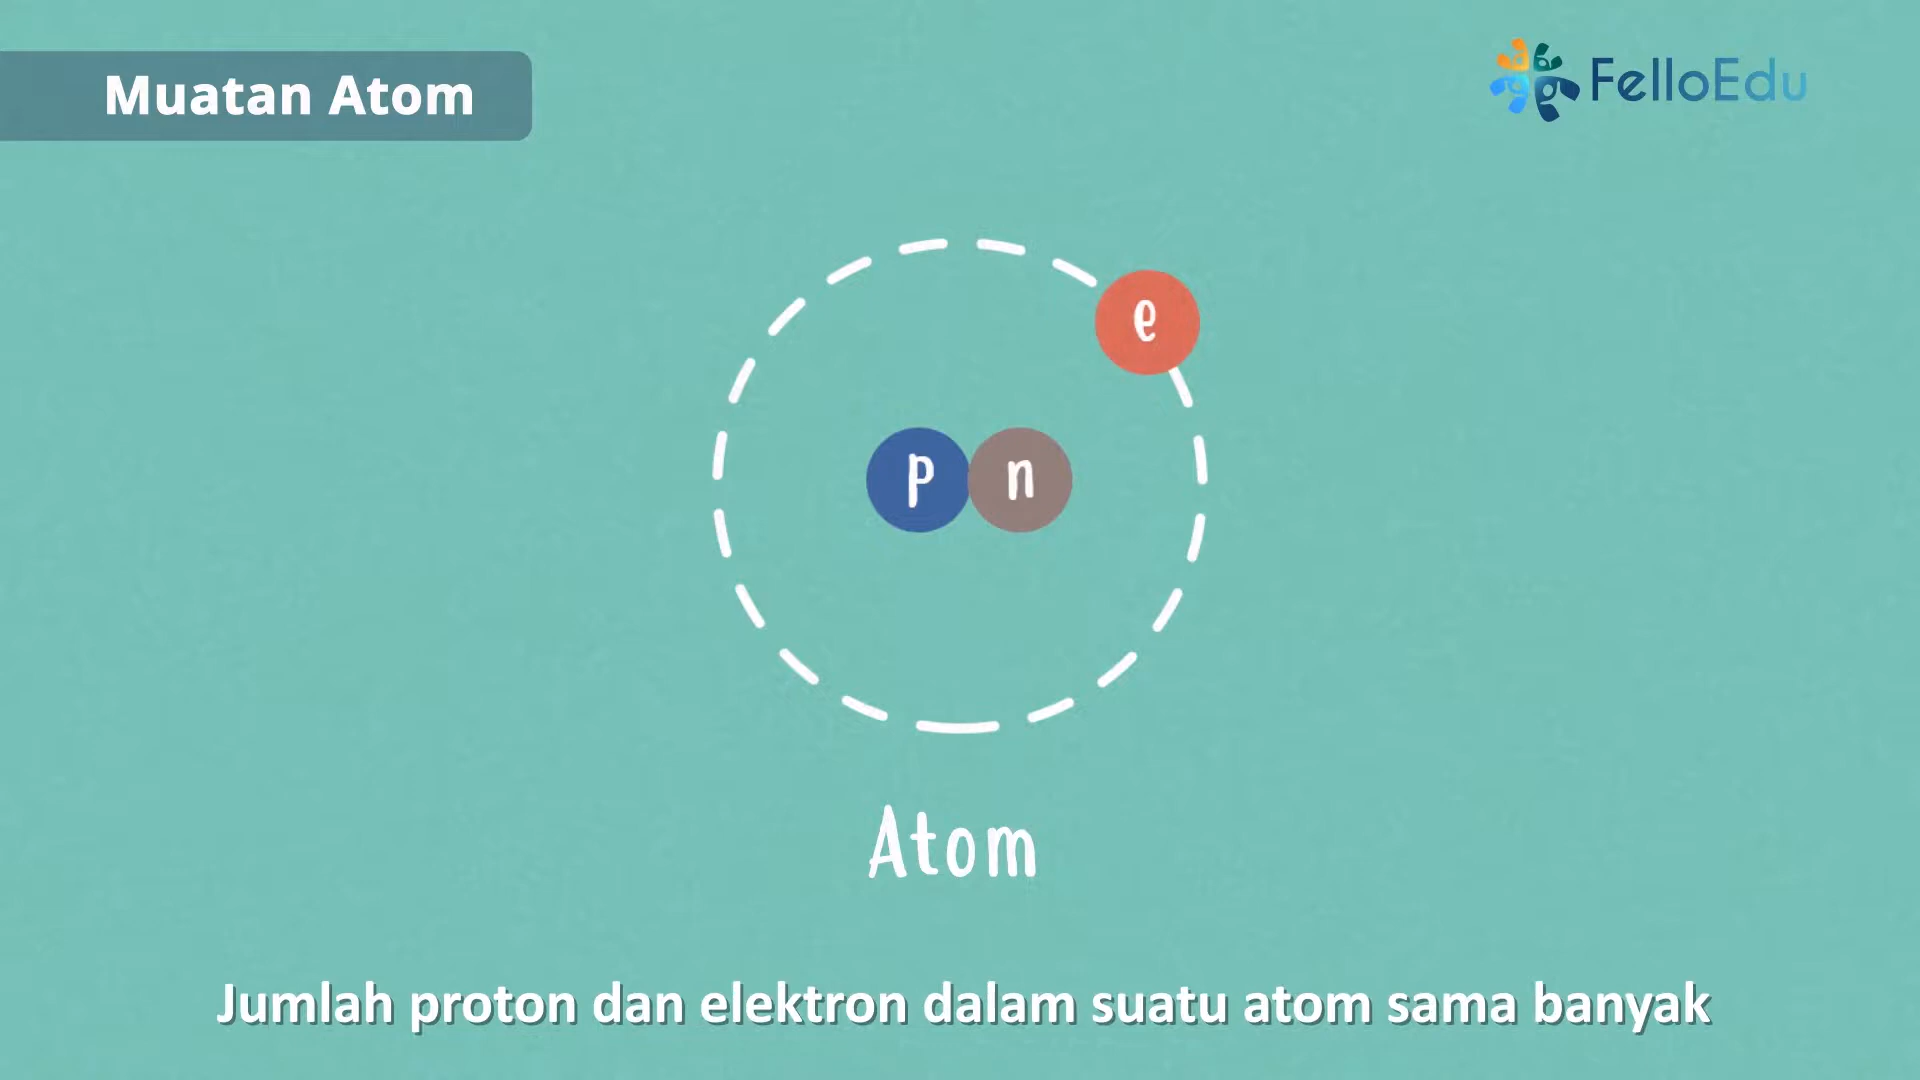 Muatan Atom
FelloEdu
e
p n
Atom
Jumlah proton dan elektron dalam suatu atom sama banyak